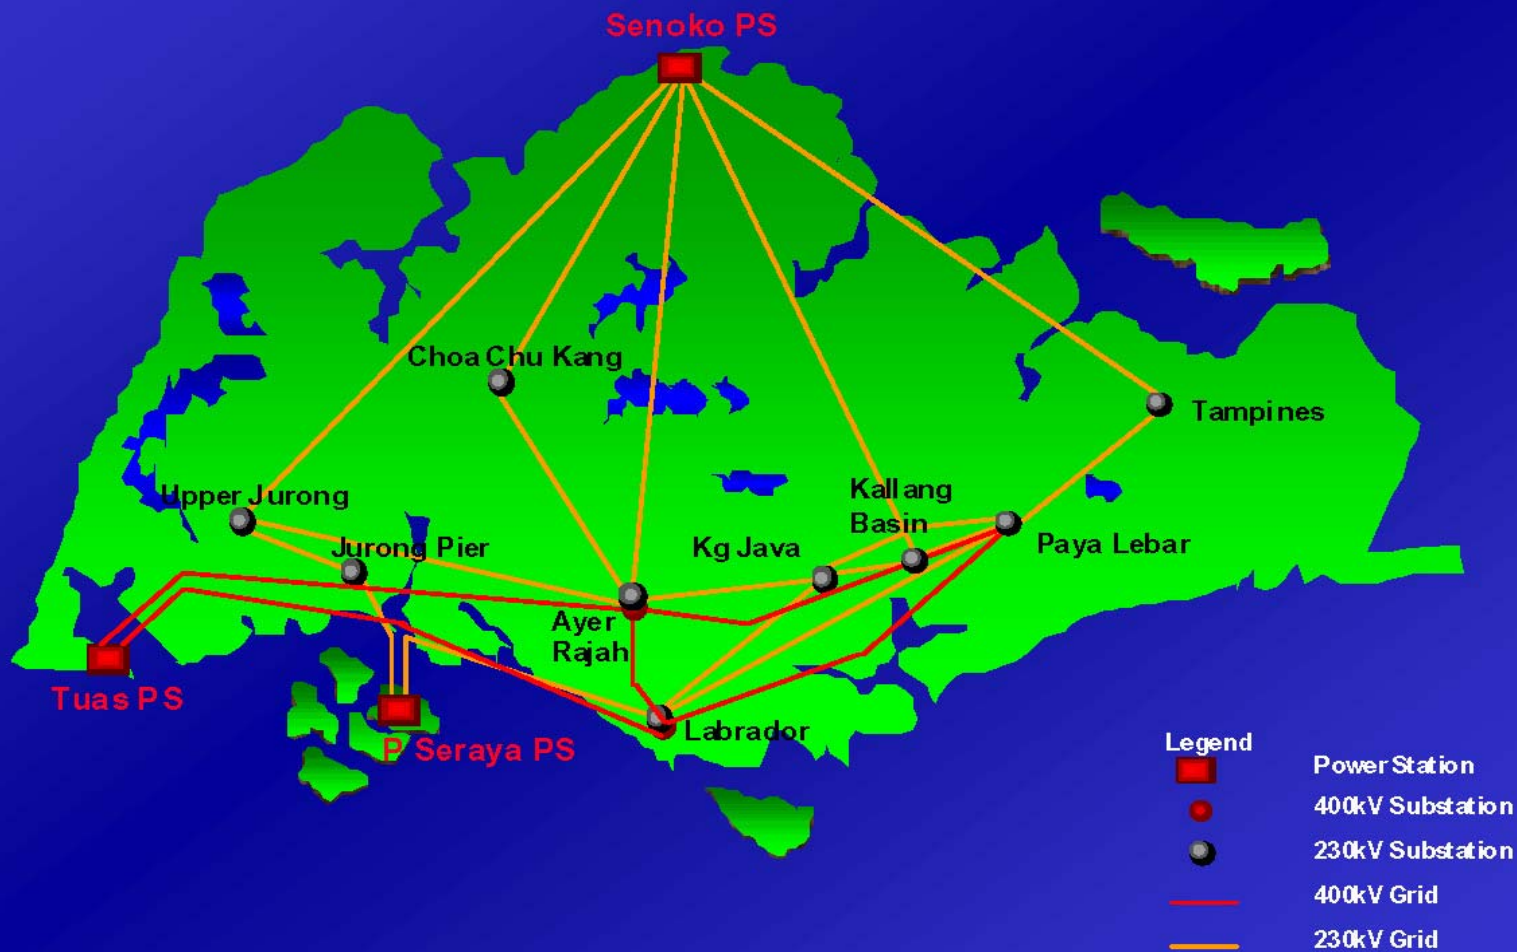 Senoko PS
Choa Chu Kang
Tampines
Upper Jurong
Kallang
Basin
Jurong Pier
Kg Java
Paya Lebar
Ayer
Rajah
Tuas PS
Labrador
P Seraya PS
Legend
Power Station
400kV Substation
230kV Substation
400kV Grid
230kV Grid